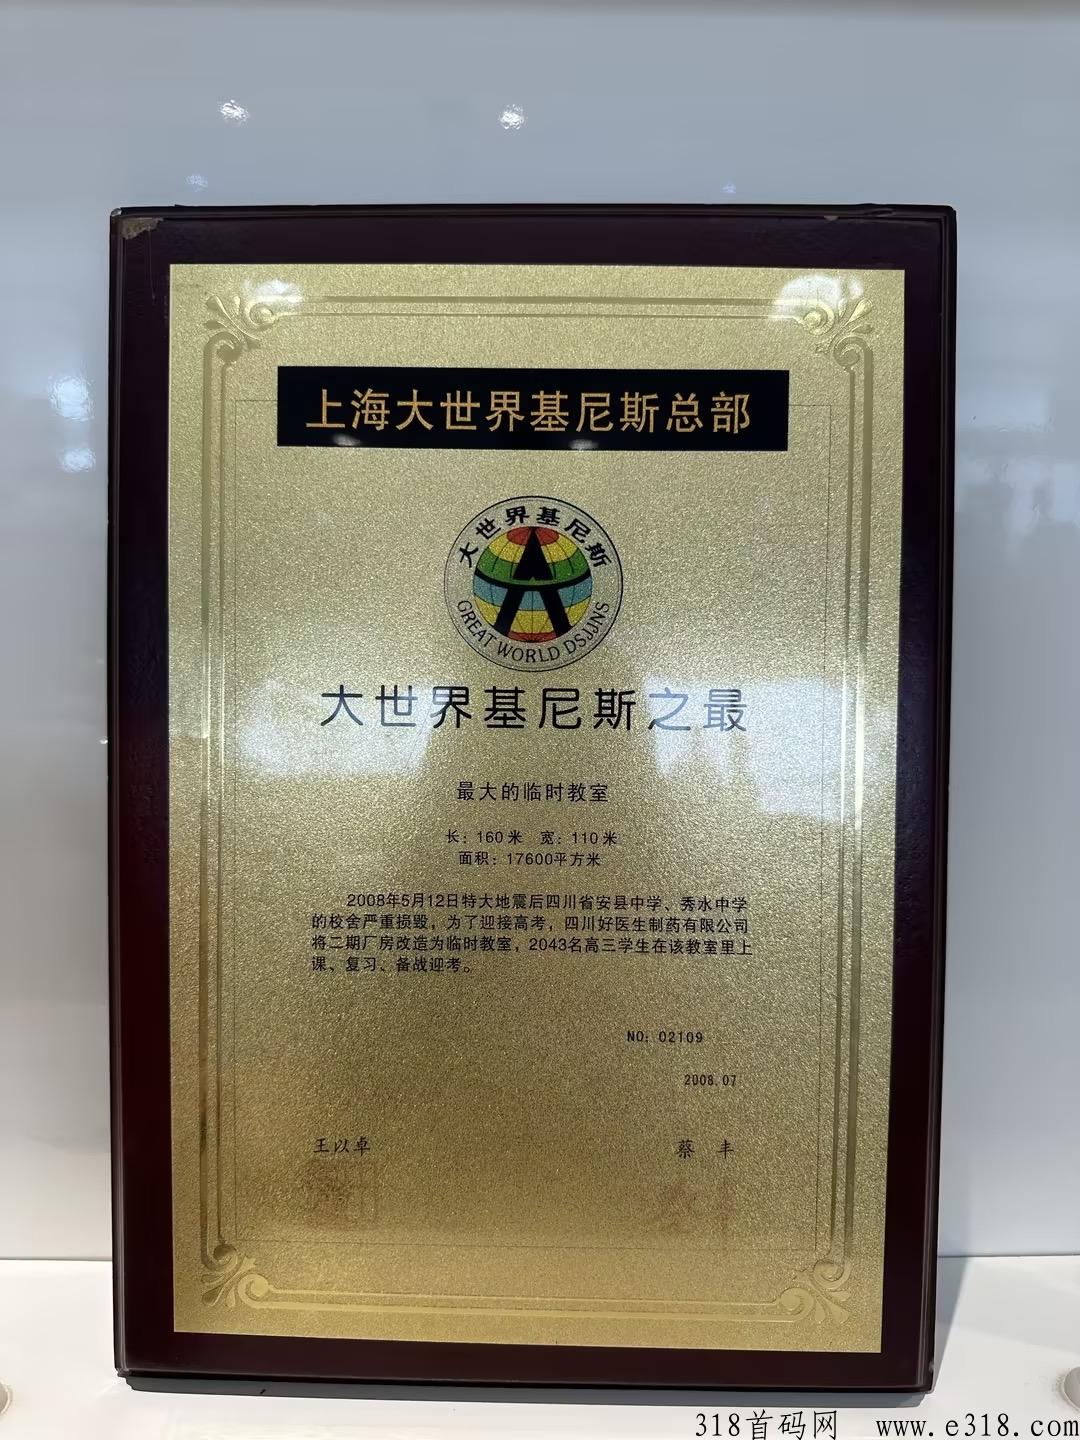 上海大世界基尼斯总部
大世界基尼斯
GREAT WORLD DSJJNS
大世界基尼斯之最
最大的临时教室
长：160米 宽：110米
面积：17600平方米
2008年5月12日特大地震后四川省安县中学、秀水中学
的校舍严重损毁，为了迎接高考，四川好医生制药有限公司
将二期厂房改造为临时教室，2043名高三学生在该教室里上
课、复习、备战迎考。
NO：02109
2008.07
王以卓
蔡 丰
318首码网 www.e318.com